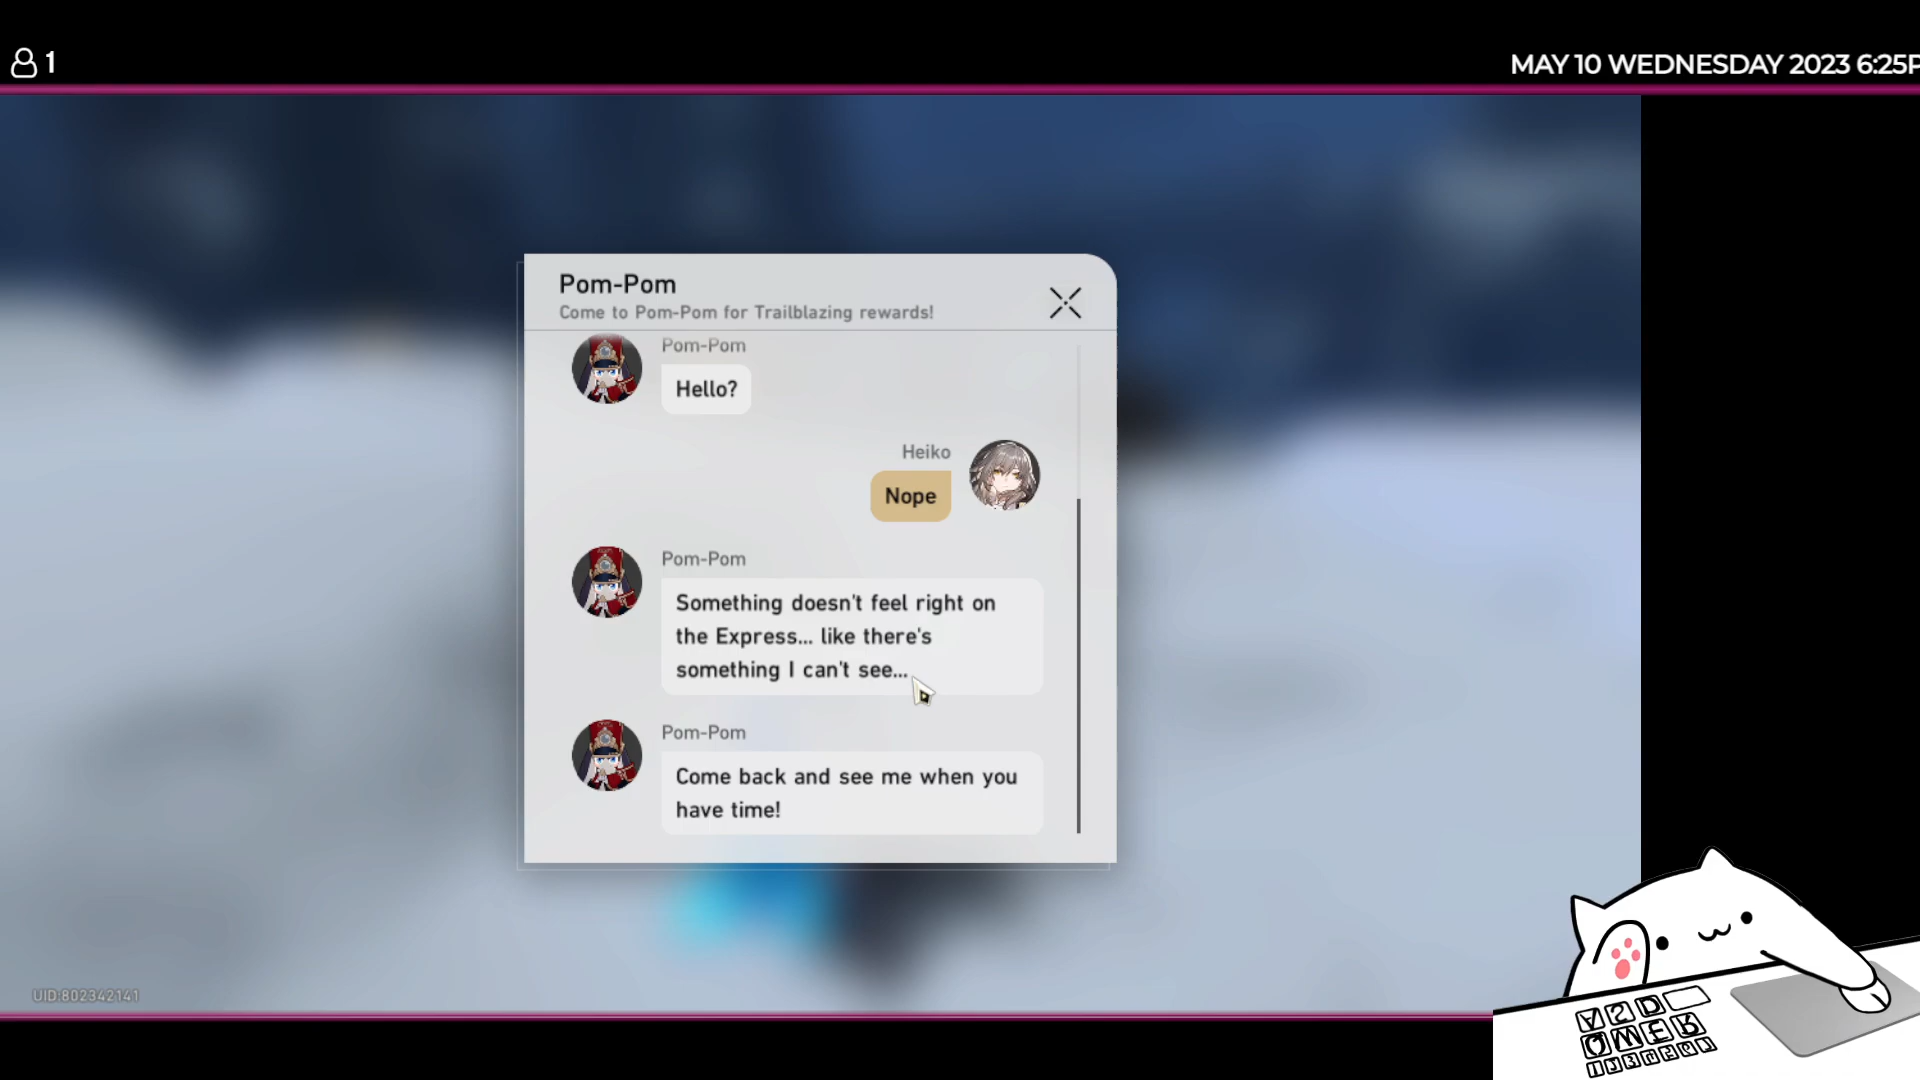 1
MAY 10 WEDNESDAY 2023 6:25P
Pom-Pom
Come to Pom-Pom for Trailblazing rewards!
Pom-Pom
Hello?
Heiko
Nope
Pom-Pom
Something doesn't feel right on
the Express... like there's
something I can't see...
Pom-Pom
Come back and see me when you
have time!
UID:802342141
A S D
Q W E R